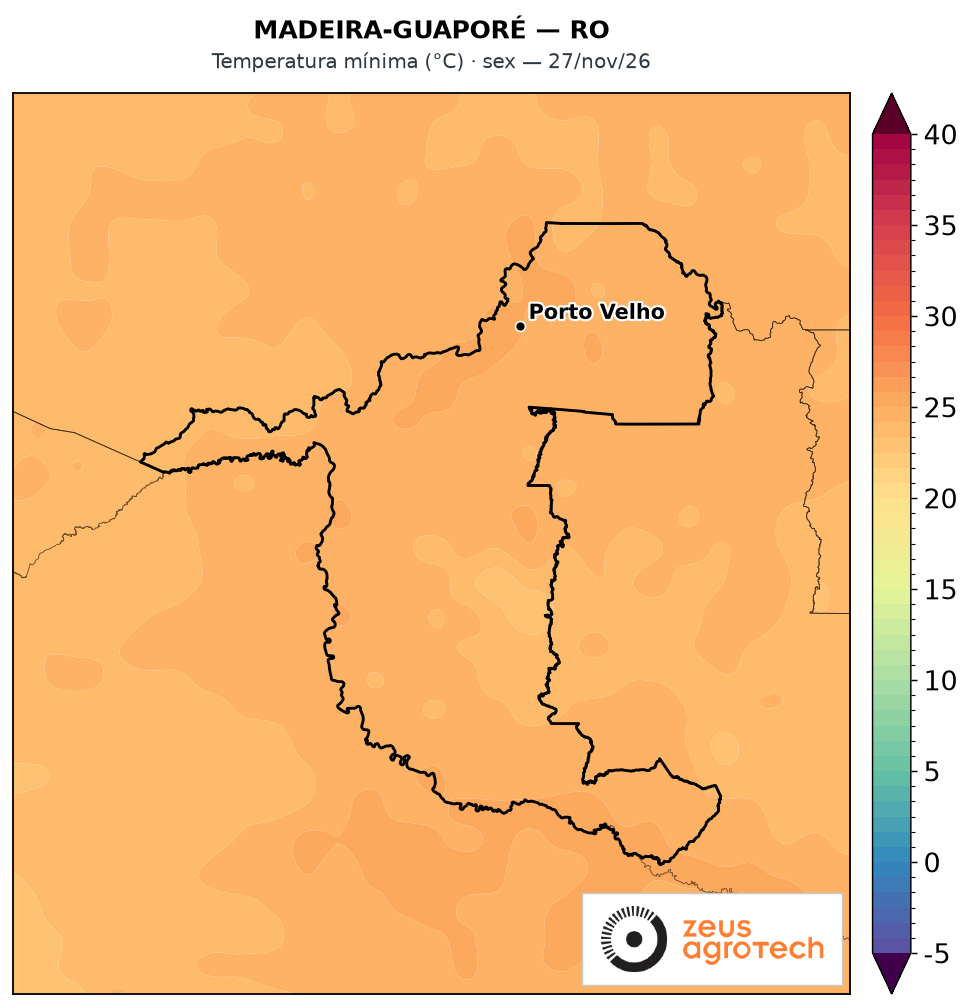 MADEIRA-GUAPORÉ — RO
Temperatura mínima (°C) · sex — 27/nov/26
Porto Velho
40
35
30
25
20
15
10
5
0
-5
zeus
agrotech